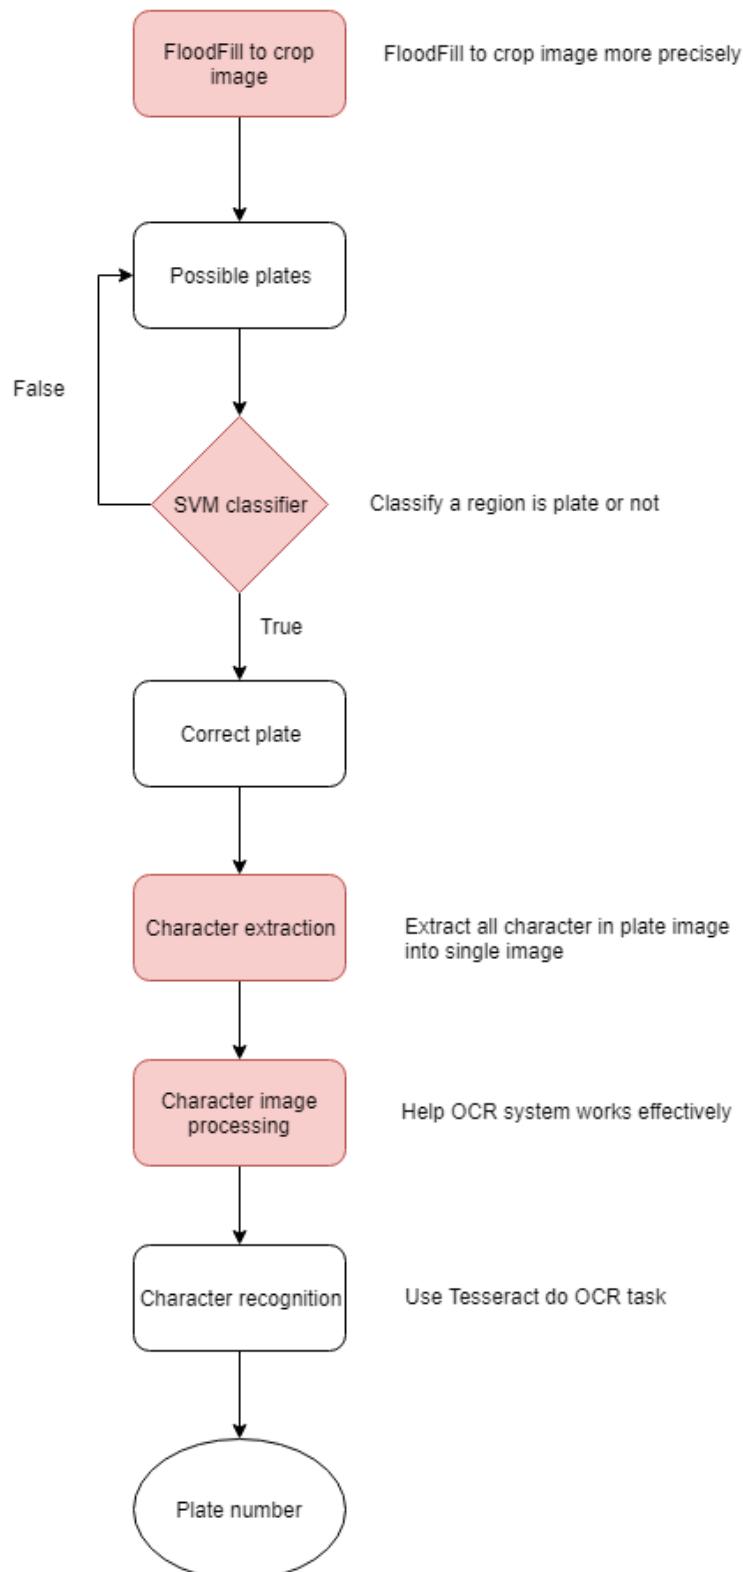 FloodFill to crop
image
FloodFill to crop image more precisely
Possible plates
False
SVM classifier
Classify a region is plate or not
True
Correct plate
Character extraction
Extract all character in plate image
into single image
Character image
processing
Help OCR system works effectively
Character recognition
Use Tesseract do OCR task
Plate number